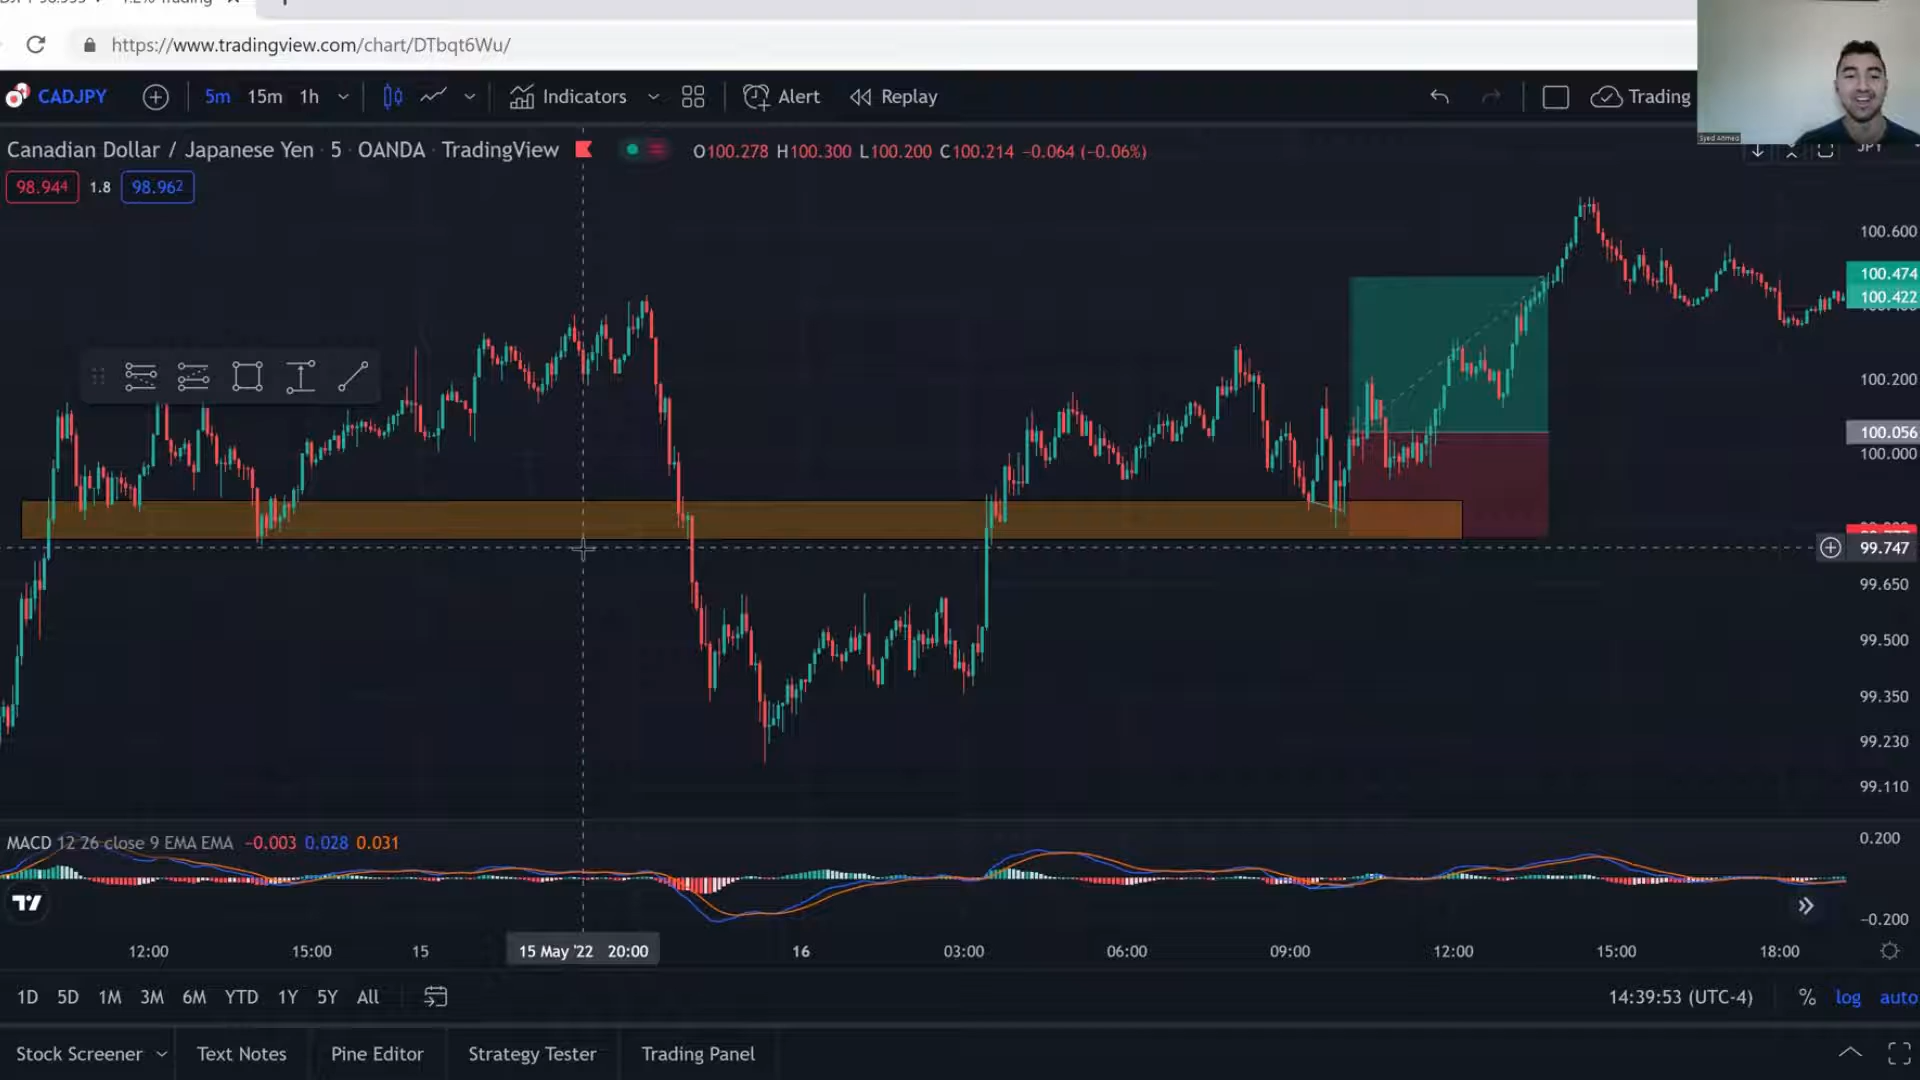 https://www.tradingview.com/chart/DTbqt6Wu/
CADJPY 5m 15m 1h Indicators Alert Replay Trading
Syed Ahmed
Canadian Dollar / Japanese Yen · 5 · OANDA · TradingView O100.278 H100.300 L100.200 C100.214 −0.064 (−0.06%) JPY
98.944 1.8 98.962
100.600
100.474
100.422
100.200
100.056
100.000
99.747
99.650
99.500
99.350
99.230
99.110
MACD 12 26 close 9 EMA EMA −0.003 0.028 0.031
0.200
−0.200
12:00 15:00 15 15 May '22 20:00 16 03:00 06:00 09:00 12:00 15:00 18:00
1D 5D 1M 3M 6M YTD 1Y 5Y All 14:39:53 (UTC-4) % log auto
Stock Screener Text Notes Pine Editor Strategy Tester Trading Panel